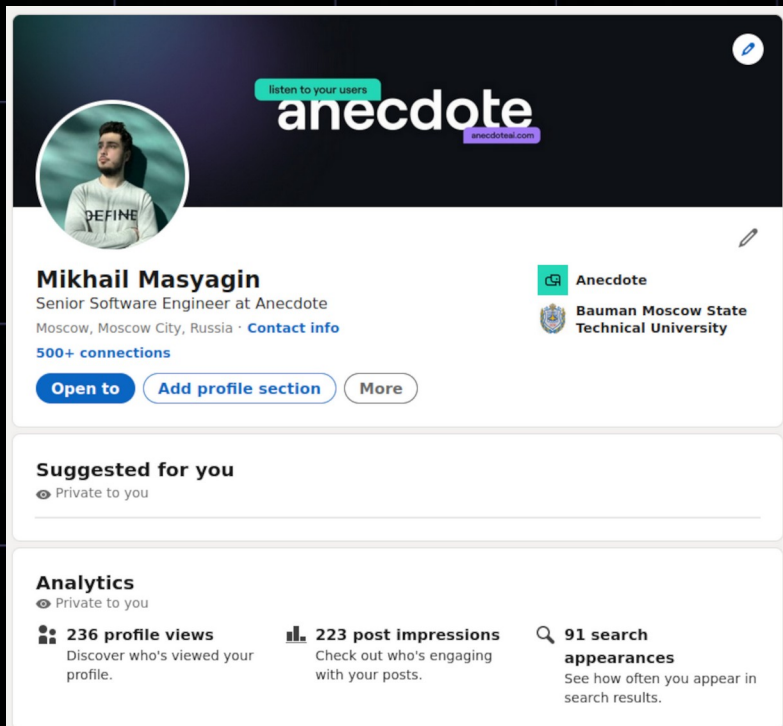 listen to your users
anecdote
anecdoteai.com
DEFINE
Mikhail Masyagin
Senior Software Engineer at Anecdote
Moscow, Moscow City, Russia · Contact info
500+ connections
Open to
Add profile section
More
Anecdote
Bauman Moscow State
Technical University
Suggested for you
Private to you
Analytics
Private to you
236 profile views
Discover who's viewed your
profile.
223 post impressions
Check out who's engaging
with your posts.
91 search
appearances
See how often you appear in
search results.